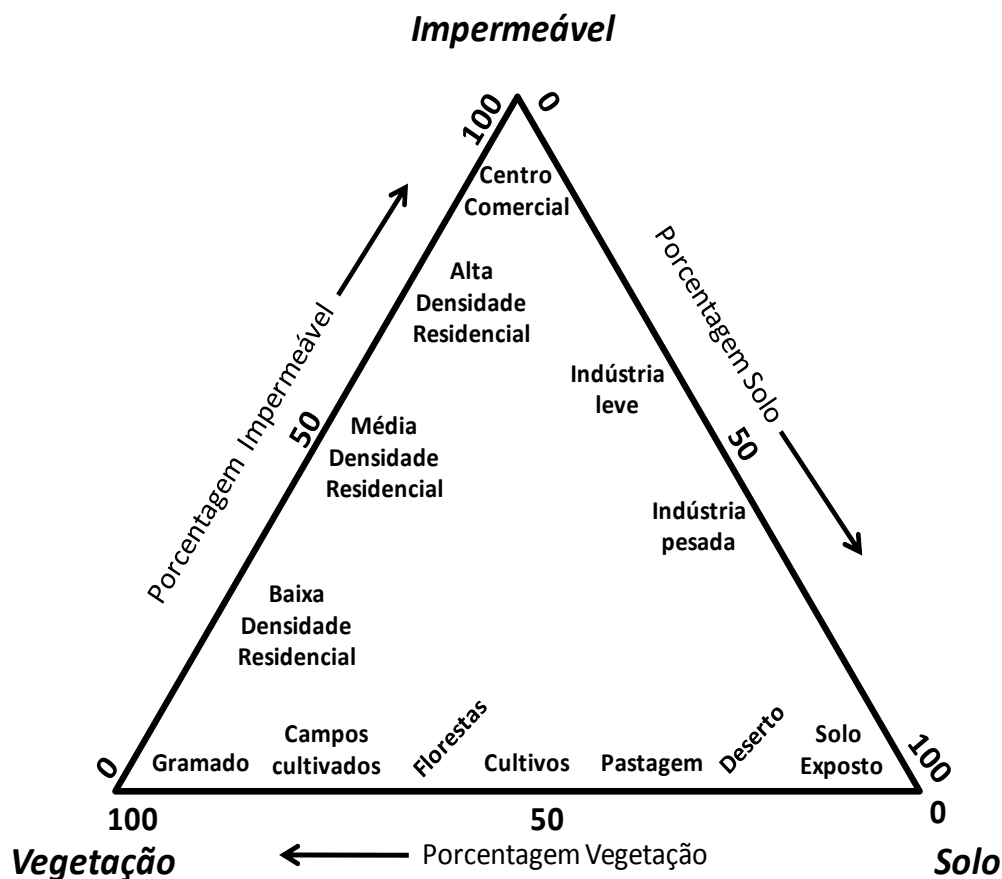 Impermeável
100
0
Centro
Comercial
Porcentagem Impermeável
Porcentagem Solo
Alta
Densidade
Residencial
Indústria
leve
50
Média
Densidade
Residencial
50
Indústria
pesada
Baixa
Densidade
Residencial
0
Gramado
Campos
cultivados
Florestas
Cultivos
Pastagem
Deserto
Solo
Exposto
100
100
50
0
Vegetação
Porcentagem Vegetação
Solo